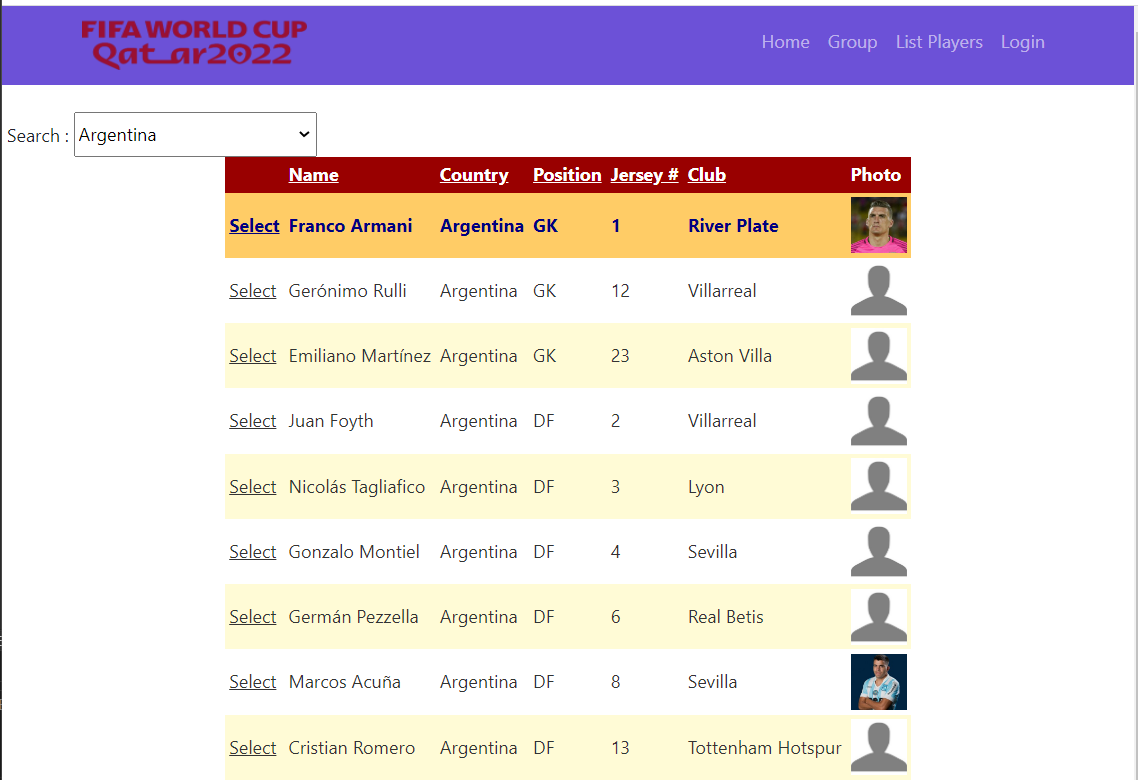 FIFA WORLD CUP
Qatar2022
Home Group List Players Login
Search : Argentina
Name Country Position Jersey # Club Photo
Select Franco Armani Argentina GK 1 River Plate
Select Gerónimo Rulli Argentina GK 12 Villarreal
Select Emiliano Martínez Argentina GK 23 Aston Villa
Select Juan Foyth Argentina DF 2 Villarreal
Select Nicolás Tagliafico Argentina DF 3 Lyon
Select Gonzalo Montiel Argentina DF 4 Sevilla
Select Germán Pezzella Argentina DF 6 Real Betis
Select Marcos Acuña Argentina DF 8 Sevilla
Select Cristian Romero Argentina DF 13 Tottenham Hotspur